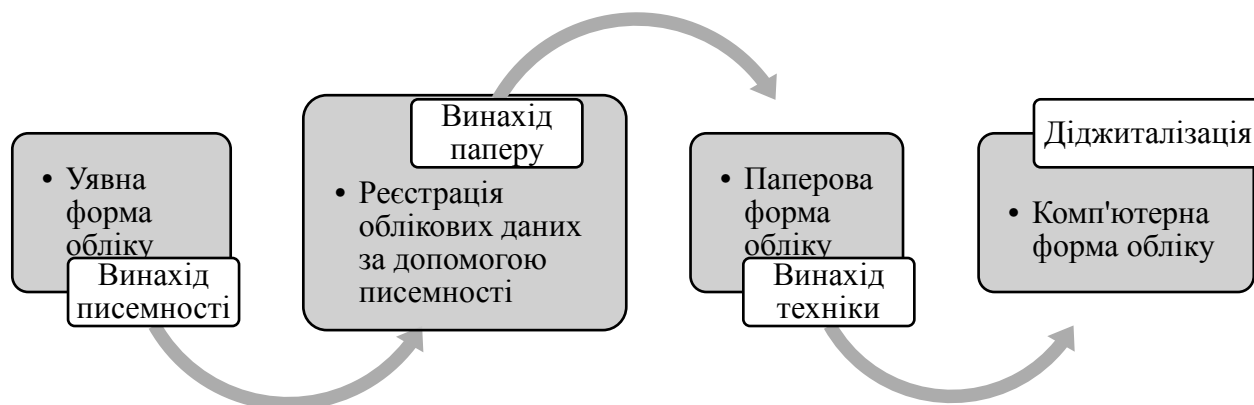 • Уявна
форма
обліку
Винахід
писемності
Винахід
паперу
• Реєстрація
облікових даних
за допомогою
писемності
• Паперова
форма
обліку
Винахід
техніки
Діджиталізація
• Комп'ютерна
форма обліку